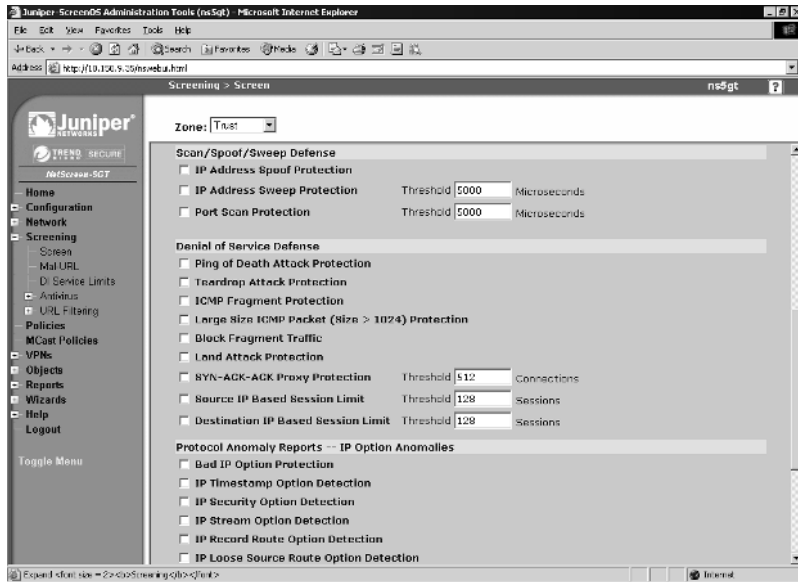 Juniper-ScreenOS Administration Tools (ns5gt) - Microsoft Internet Explorer
File Edit View Favorites Tools Help
Back Search Favorites Media
Address http://10.150.9.35/nswebui.html
Screening > Screen ns5gt ?
Juniper
NETWORKS
TREND SECURE
NetScreen-5GT
Home
Configuration
Network
Screening
Screen
Mal URL
DI Service Limits
Antivirus
URL Filtering
Policies
MCast Policies
VPNs
Objects
Reports
Wizards
Help
Logout
Toggle Menu
Zone: Trust
Scan/Spoof/Sweep Defense
IP Address Spoof Protection
IP Address Sweep Protection Threshold 5000 Microseconds
Port Scan Protection Threshold 5000 Microseconds
Denial of Service Defense
Ping of Death Attack Protection
Teardrop Attack Protection
ICMP Fragment Protection
Large Size ICMP Packet (Size > 1024) Protection
Block Fragment Traffic
Land Attack Protection
SYN-ACK-ACK Proxy Protection Threshold 512 Connections
Source IP Based Session Limit Threshold 128 Sessions
Destination IP Based Session Limit Threshold 128 Sessions
Protocol Anomaly Reports -- IP Option Anomalies
Bad IP Option Protection
IP Timestamp Option Detection
IP Security Option Detection
IP Stream Option Detection
IP Record Route Option Detection
IP Loose Source Route Option Detection
Expand <font size = 2><b>Screening</b></font> Internet